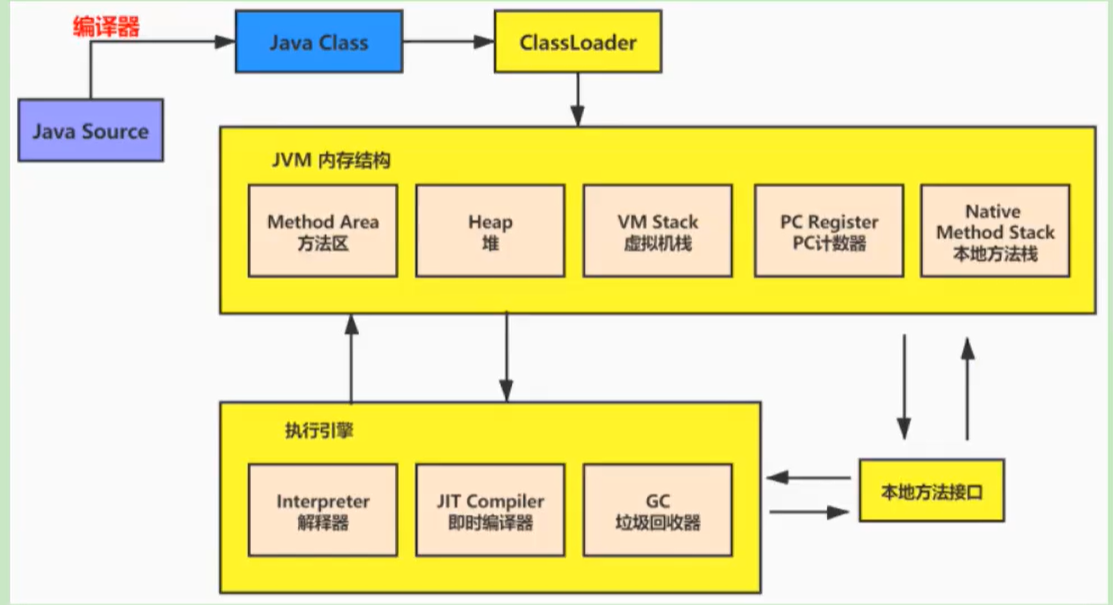 编译器
Java Class
ClassLoader
Java Source
JVM 内存结构
Method Area
方法区
Heap
堆
VM Stack
虚拟机栈
PC Register
PC计数器
Native
Method Stack
本地方法栈
执行引擎
Interpreter
解释器
JIT Compiler
即时编译器
GC
垃圾回收器
本地方法接口